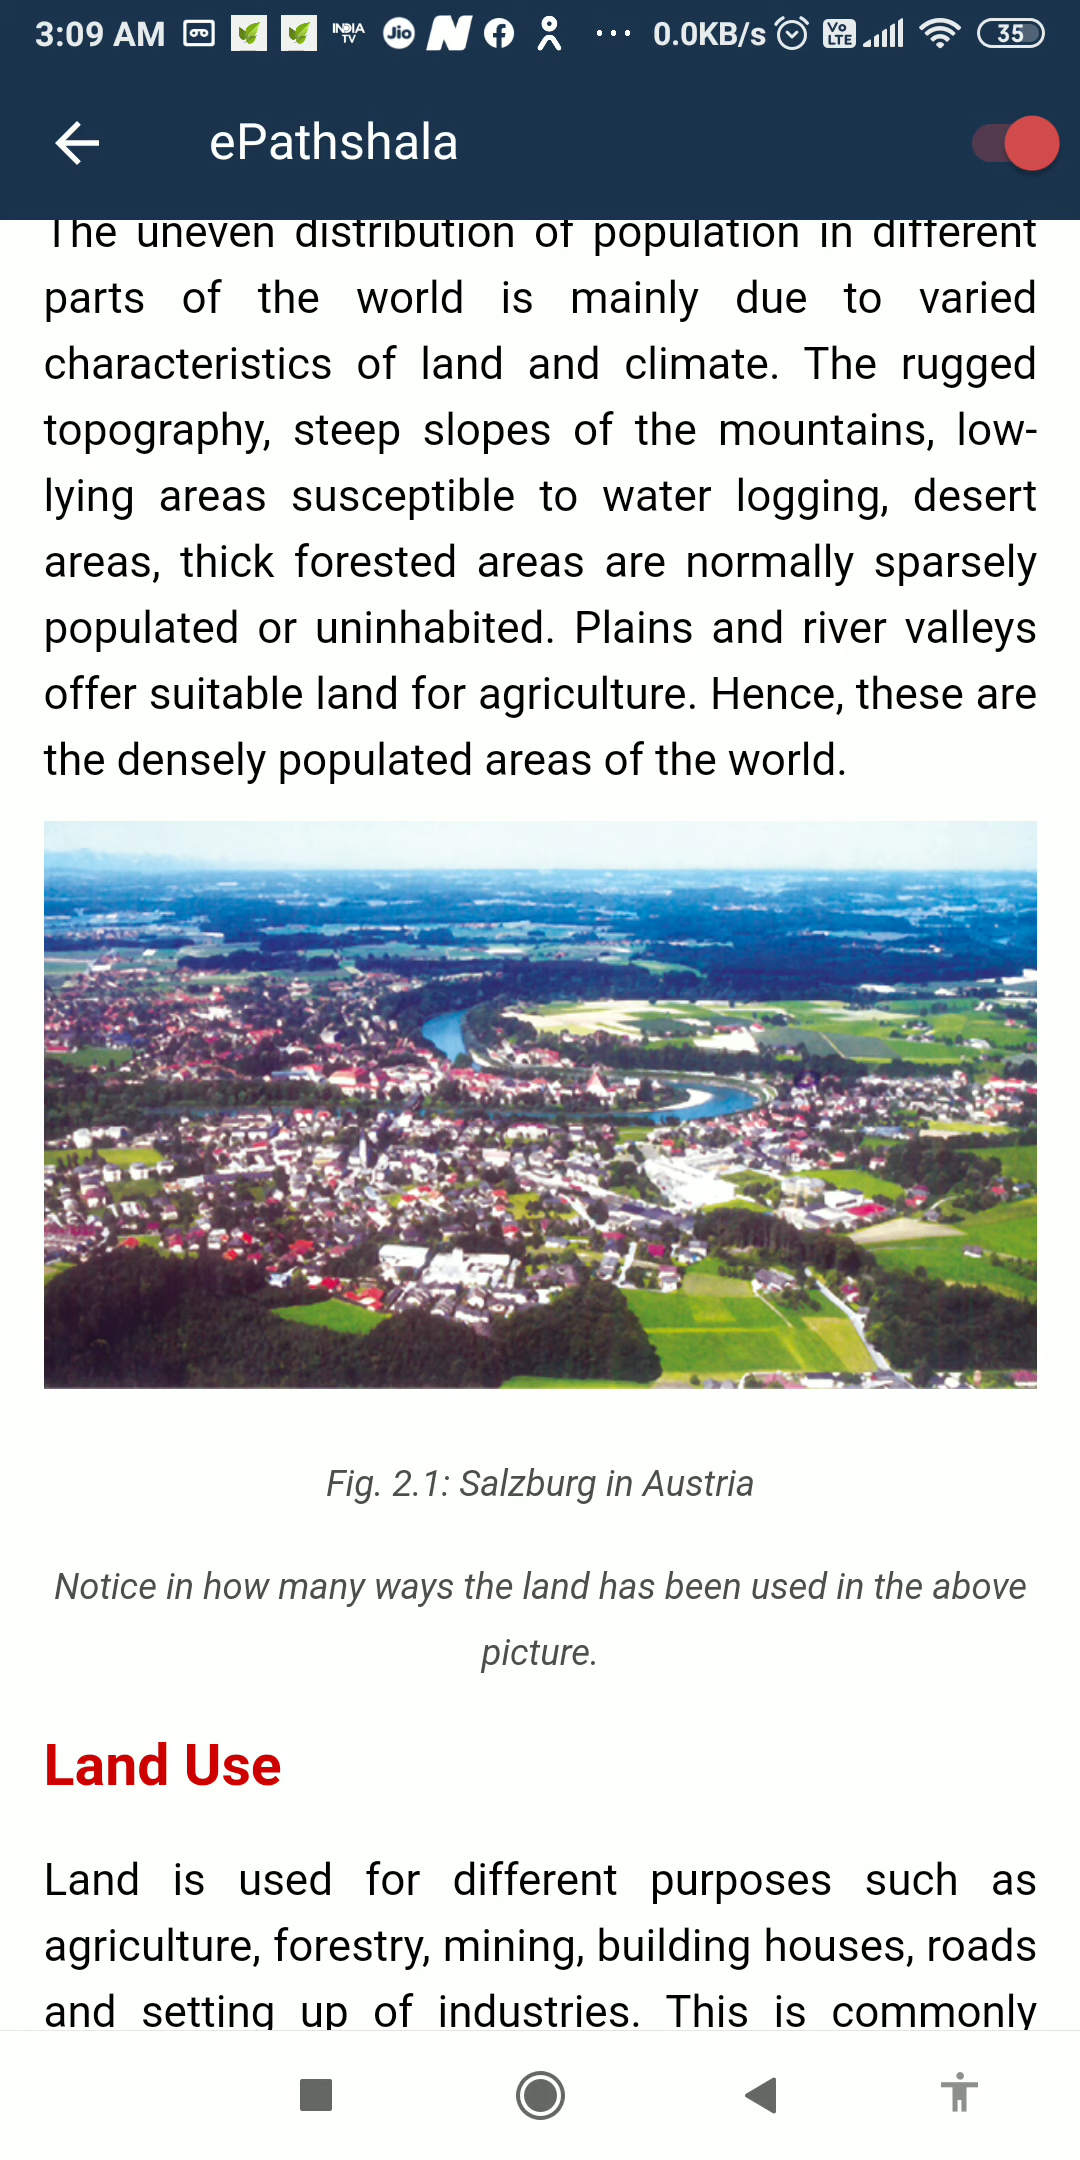 3:09 AM INDIA TV Jio N 0.0KB/s Vo LTE 35
ePathshala
The uneven distribution of population in different
parts of the world is mainly due to varied
characteristics of land and climate. The rugged
topography, steep slopes of the mountains, low-
lying areas susceptible to water logging, desert
areas, thick forested areas are normally sparsely
populated or uninhabited. Plains and river valleys
offer suitable land for agriculture. Hence, these are
the densely populated areas of the world.
Fig. 2.1: Salzburg in Austria
Notice in how many ways the land has been used in the above
picture.
Land Use
Land is used for different purposes such as
agriculture, forestry, mining, building houses, roads
and setting up of industries. This is commonly